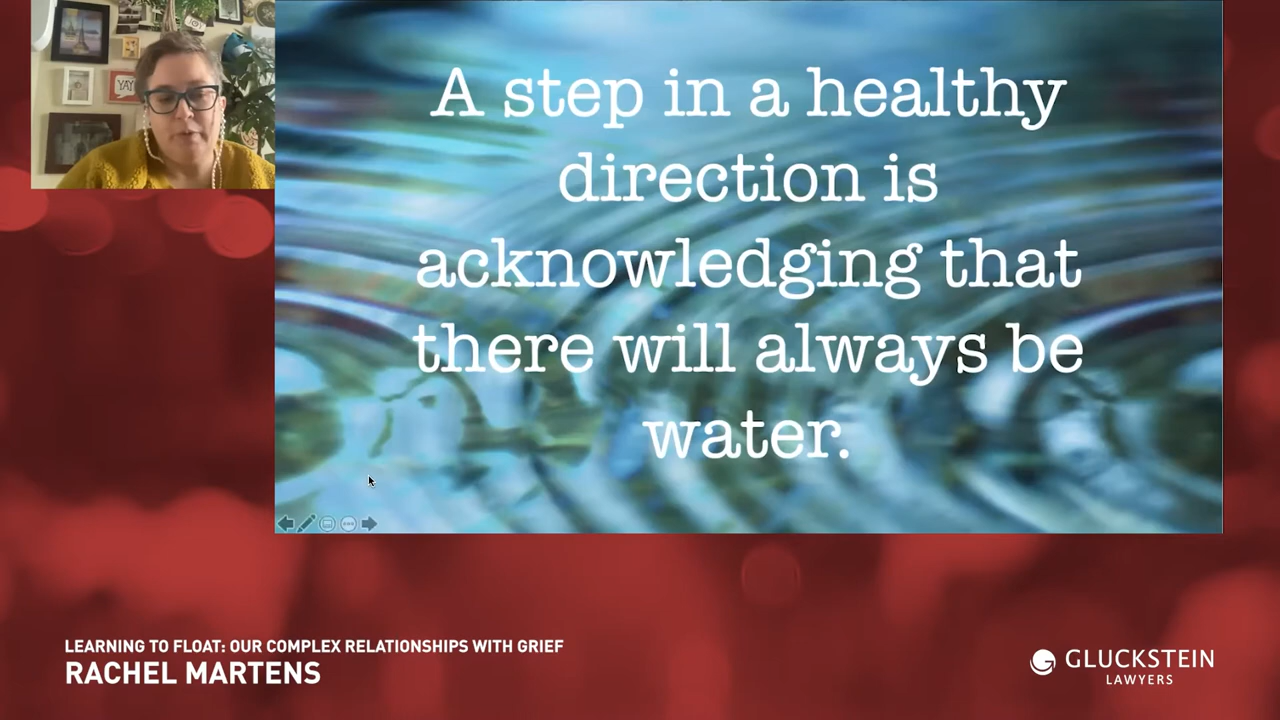 YAY
A step in a healthy
direction is
acknowledging that
there will always be
water.
LEARNING TO FLOAT: OUR COMPLEX RELATIONSHIPS WITH GRIEF
RACHEL MARTENS
GLUCKSTEIN
LAWYERS